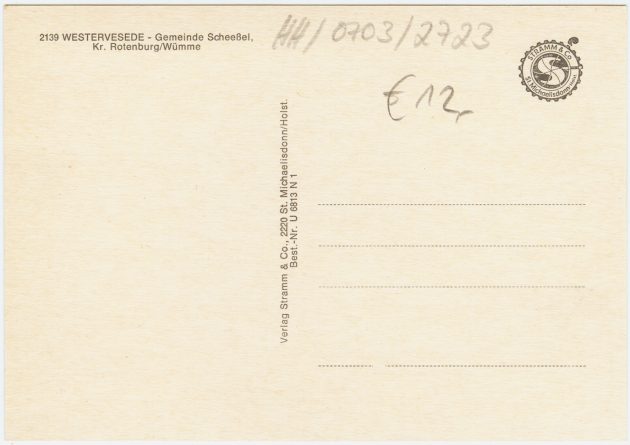 2139 WESTERVESEDE - Gemeinde Scheeßel,
Kr. Rotenburg/Wümme
HH/0703/2723
€ 12,
STRAMM & Co.
St. Michaelisdonn/Holst.
Verlag Stramm & Co., 2220 St. Michaelisdonn/Holst.
Best.-Nr. U 6813 N 1